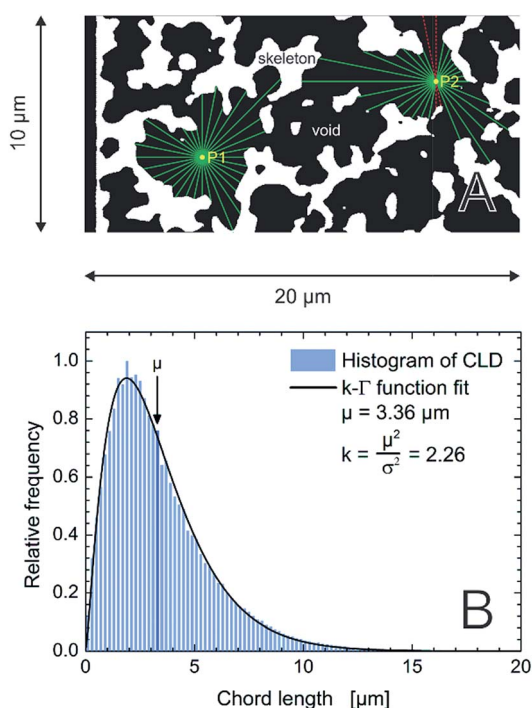 10 µm
skeleton
P2
void
P1
A
20 µm
Histogram of CLD
k-Γ function fit
µ = 3.36 µm
k = µ²/σ² = 2.26
µ
1.0
0.8
0.6
0.4
0.2
0.0
Relative frequency
B
0 5 10 15 20
Chord length [µm]